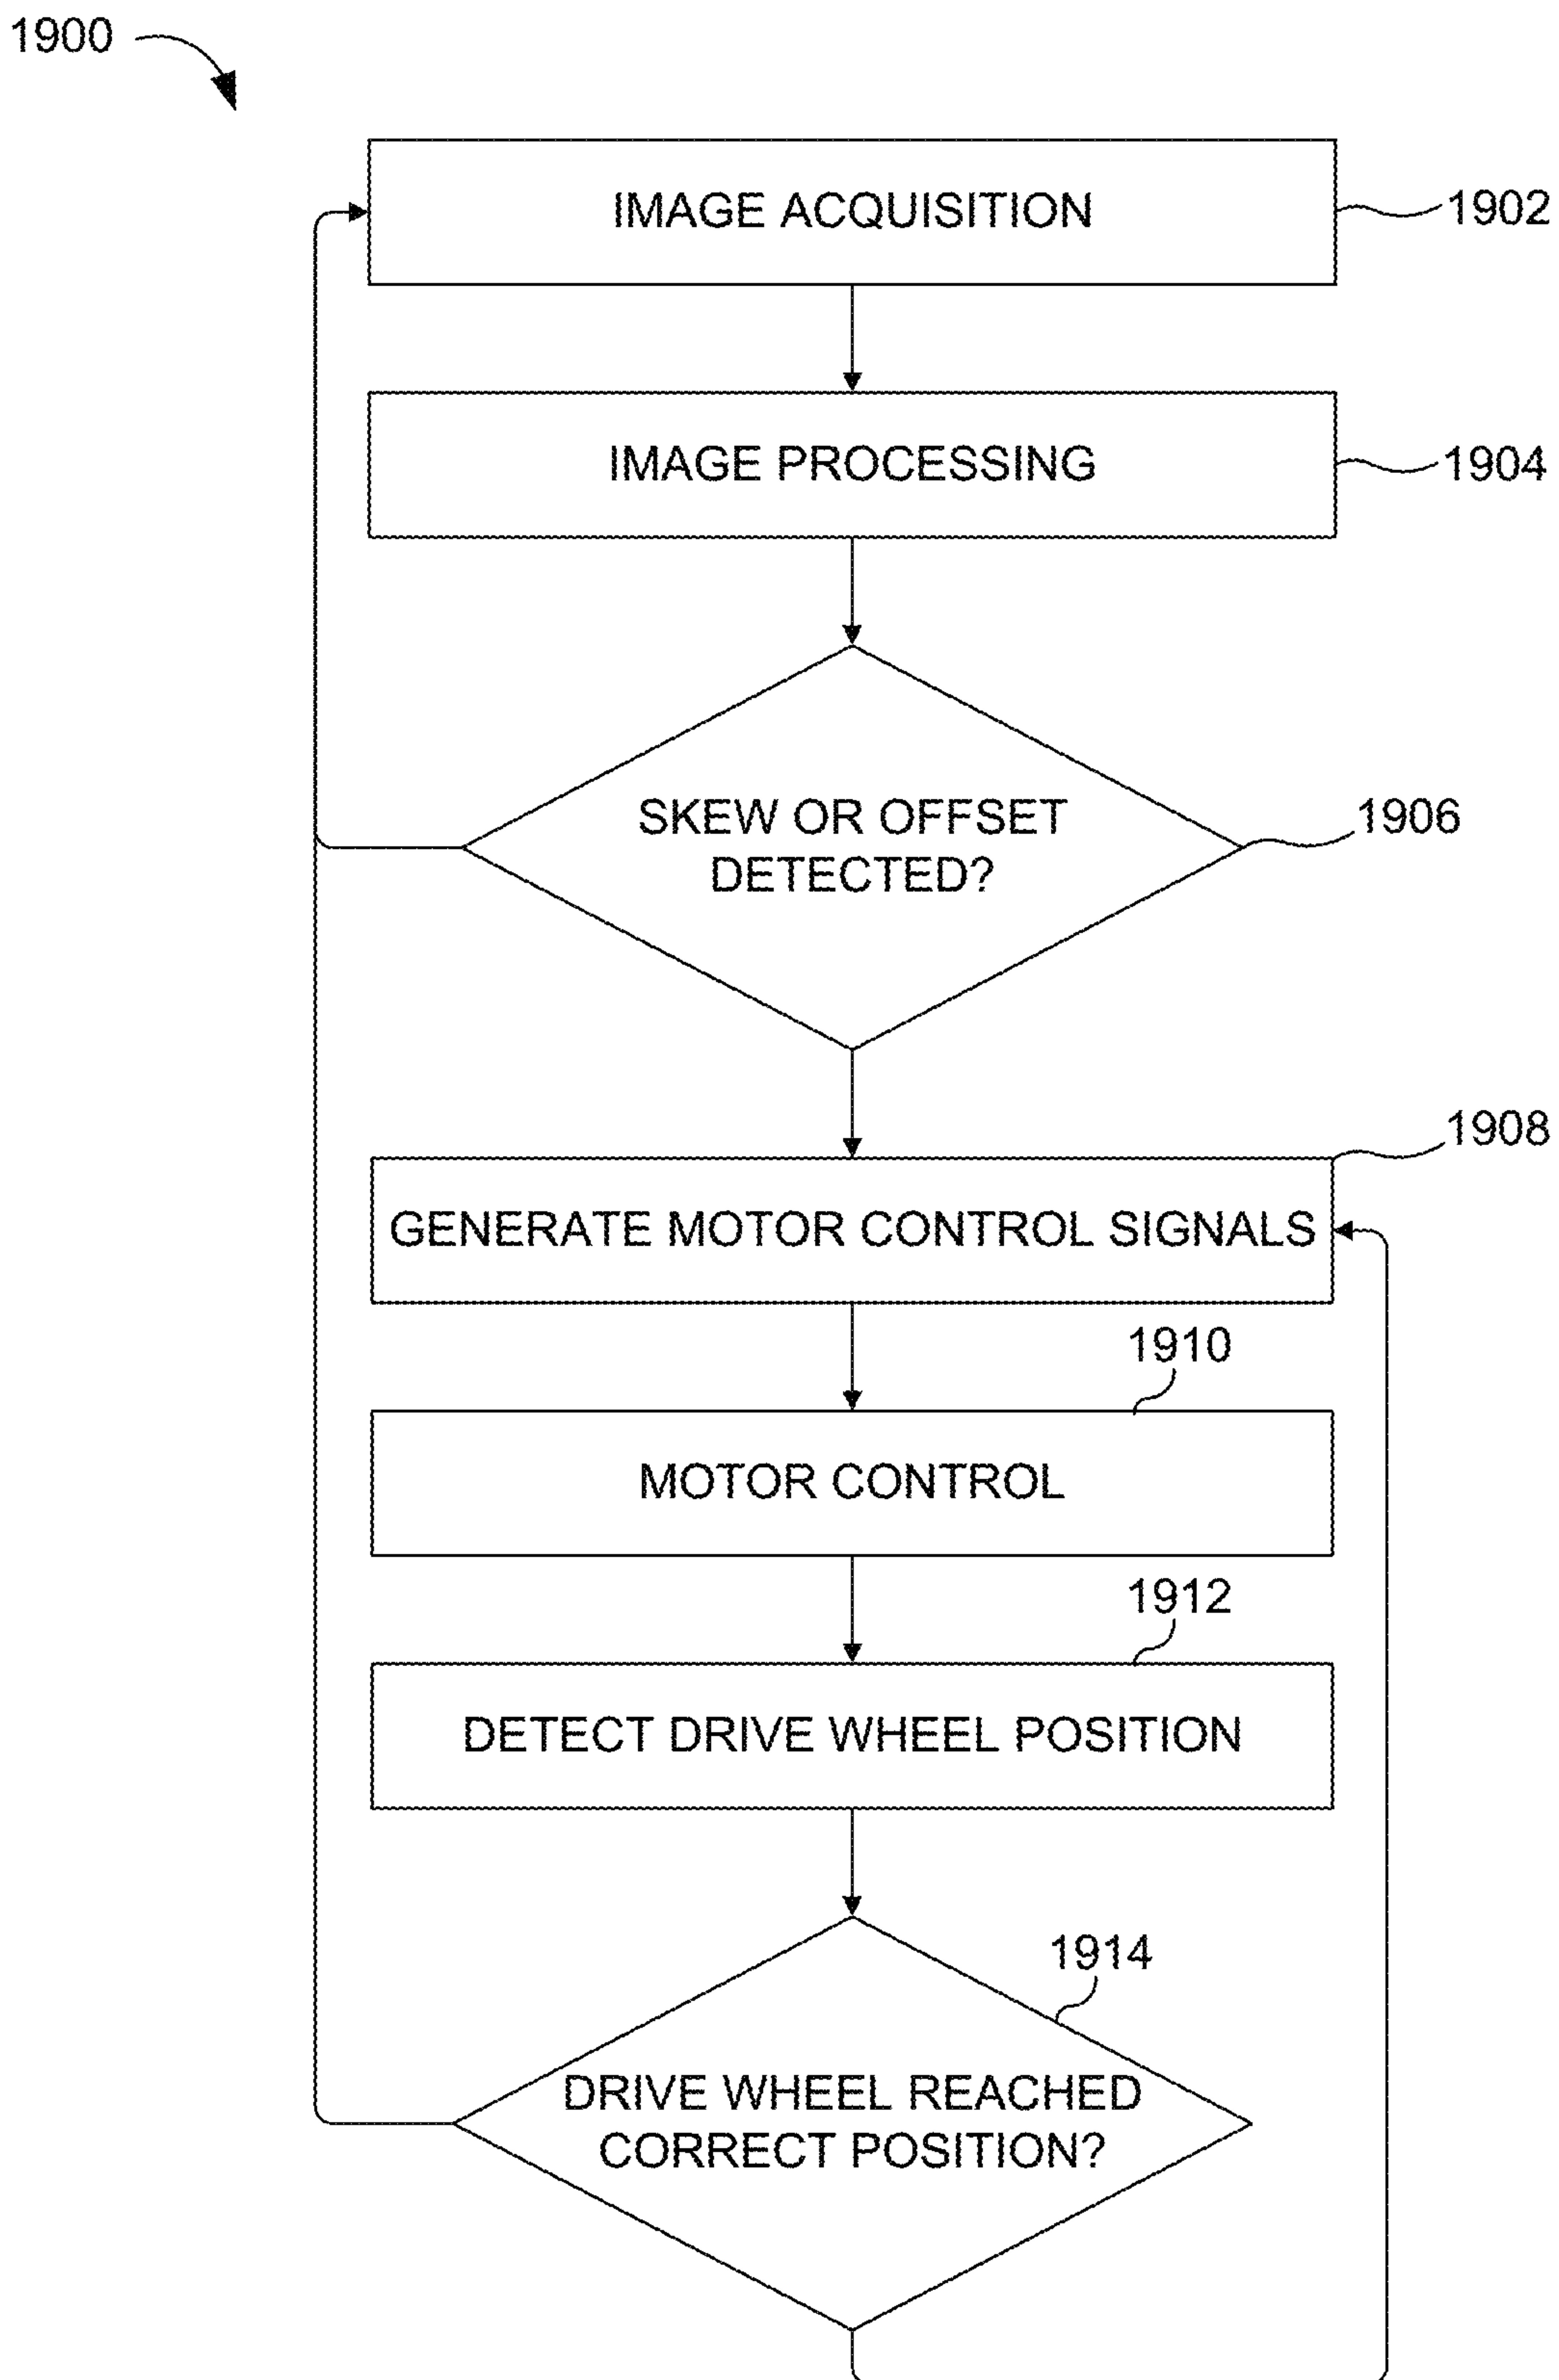 1900
IMAGE ACQUISITION
1902
IMAGE PROCESSING
1904
SKEW OR OFFSET
DETECTED?
1906
1908
GENERATE MOTOR CONTROL SIGNALS
1910
MOTOR CONTROL
1912
DETECT DRIVE WHEEL POSITION
1914
DRIVE WHEEL REACHED
CORRECT POSITION?